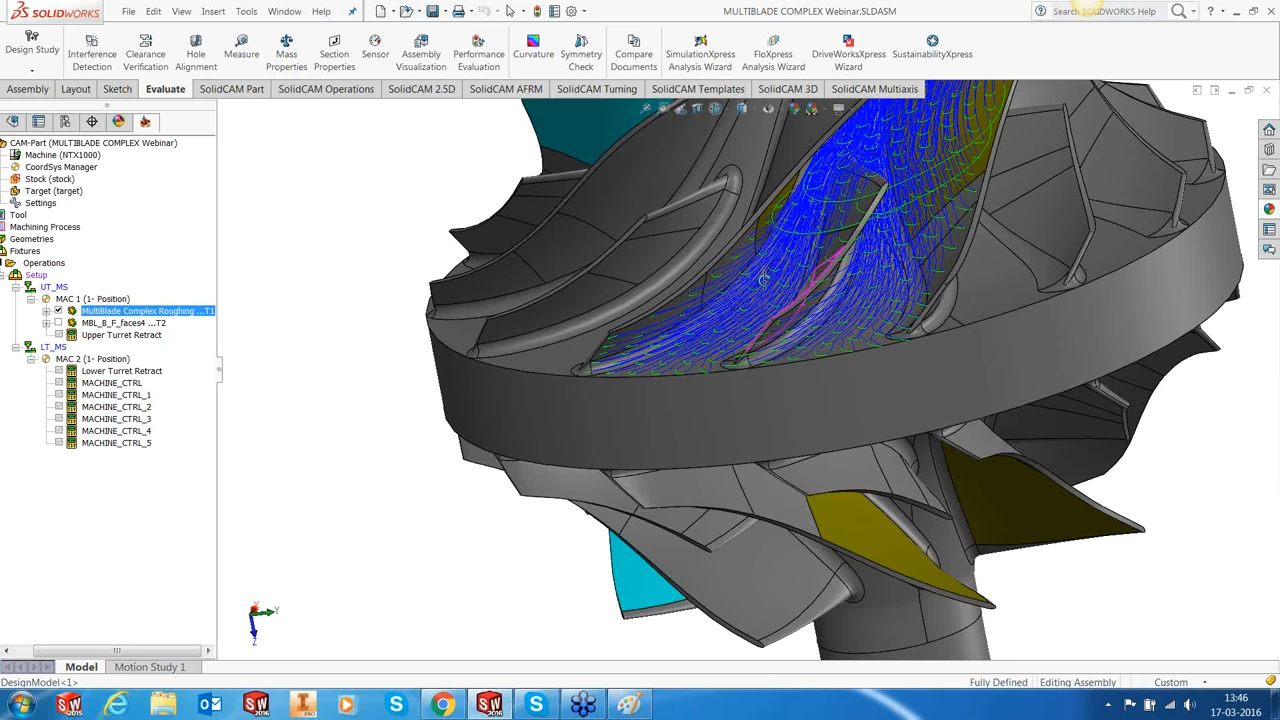 SOLIDWORKS File Edit View Insert Tools Window Help MULTIBLADE COMPLEX Webinar.SLDASM Search SOLIDWORKS Help
Design Study
Interference Detection
Clearance Verification
Hole Alignment
Measure
Mass Properties
Section Properties
Sensor
Assembly Visualization
Performance Evaluation
Curvature
Symmetry Check
Compare Documents
SimulationXpress Analysis Wizard
FloXpress Analysis Wizard
DriveWorksXpress Wizard
SustainabilityXpress
Assembly Layout Sketch Evaluate SolidCAM Part SolidCAM Operations SolidCAM 2.5D SolidCAM AFRM SolidCAM Turning SolidCAM Templates SolidCAM 3D SolidCAM Multiaxis
CAM-Part (MULTIBLADE COMPLEX Webinar)
Machine (NTX1000)
CoordSys Manager
Stock (stock)
Target (target)
Settings
Tool
Machining Process
Geometries
Fixtures
Operations
Setup
UT_MS
MAC 1 (1- Position)
MultiBlade Complex Roughing ...T1
MBL_B_F_faces4 ...T2
Upper Turret Retract
LT_MS
MAC 2 (1- Position)
Lower Turret Retract
MACHINE_CTRL
MACHINE_CTRL_1
MACHINE_CTRL_2
MACHINE_CTRL_3
MACHINE_CTRL_4
MACHINE_CTRL_5
X
Y
Z
Model Motion Study 1
DesignModel<1> Fully Defined Editing Assembly Custom
13:46
17-03-2016